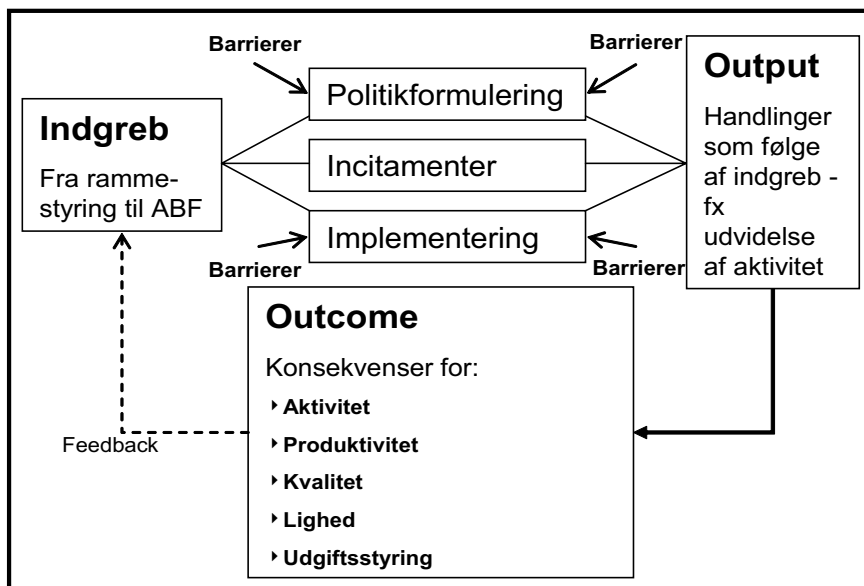 Barrierer
Barrierer
Politikformulering
Incitamenter
Implementering
Barrierer
Barrierer
Indgreb
Fra ramme-
styring til ABF
Output
Handlinger
som følge
af indgreb -
fx
udvidelse
af aktivitet
Outcome
Konsekvenser for:
Aktivitet
Produktivitet
Kvalitet
Lighed
Udgiftsstyring
Feedback